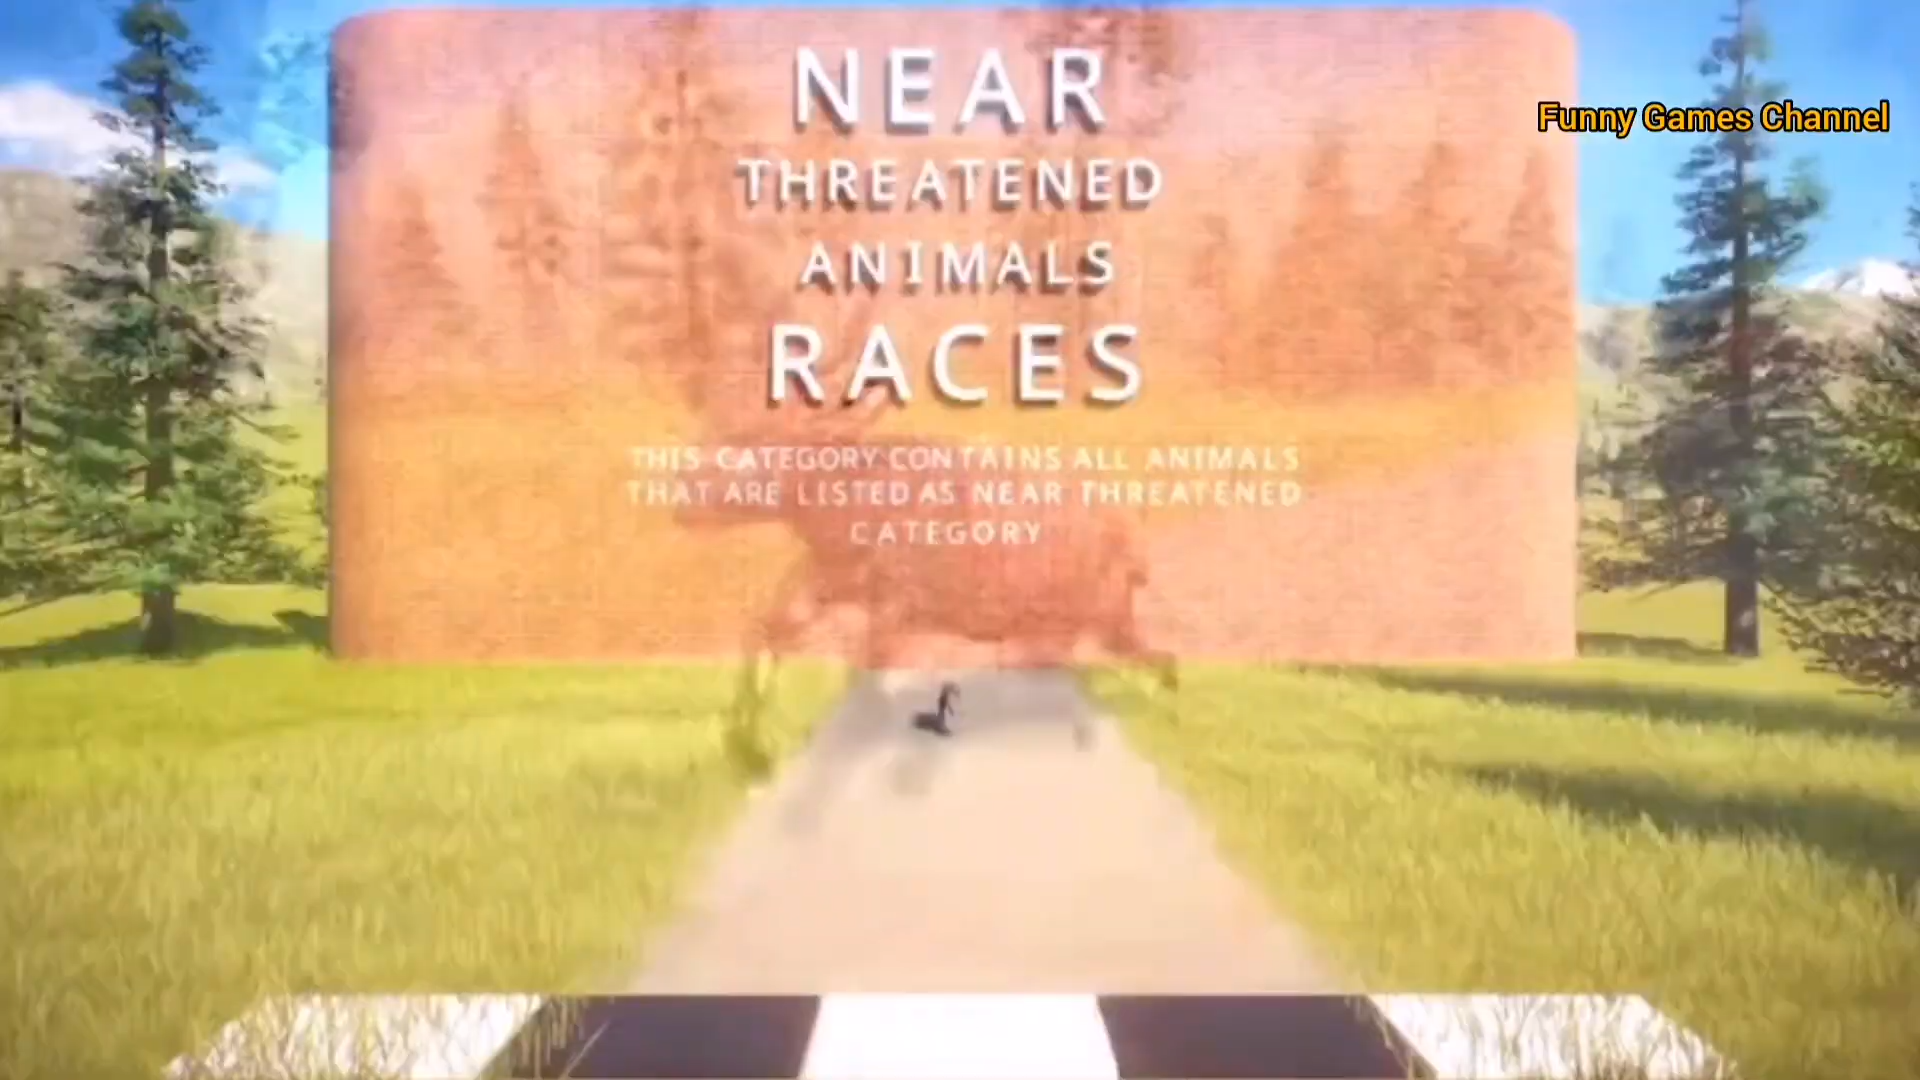 NEAR
THREATENED
ANIMALS
RACES
THIS CATEGORY CONTAINS ALL ANIMALS
THAT ARE LISTED AS NEAR THREATENED
CATEGORY
Funny Games Channel